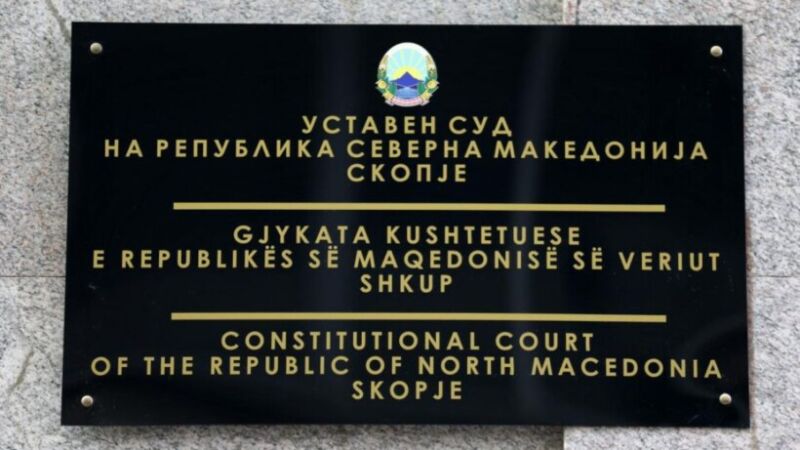 УСТАВЕН СУД
НА РЕПУБЛИКА СЕВЕРНА МАКЕДОНИЈА
СКОПЈЕ
GJYKATA KUSHTETUESE
E REPUBLIKËS SË MAQEDONISË SË VERIUT
SHKUP
CONSTITUTIONAL COURT
OF THE REPUBLIC OF NORTH MACEDONIA
SKOPJE